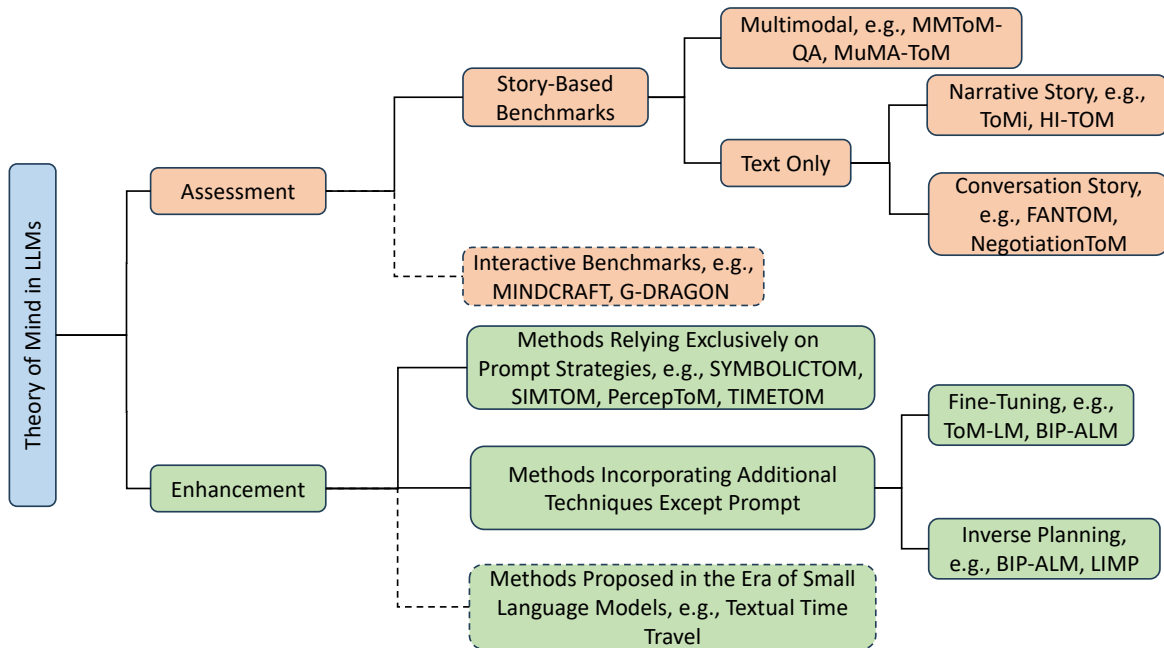 Theory of Mind in LLMs
Assessment
Story-Based
Benchmarks
Multimodal, e.g., MMToM-
QA, MuMA-ToM
Text Only
Narrative Story, e.g.,
ToMi, HI-TOM
Conversation Story,
e.g., FANTOM,
NegotiationToM
Interactive Benchmarks, e.g.,
MINDCRAFT, G-DRAGON
Enhancement
Methods Relying Exclusively on
Prompt Strategies, e.g., SYMBOLICTOM,
SIMTOM, PercepToM, TIMETOM
Methods Incorporating Additional
Techniques Except Prompt
Fine-Tuning, e.g.,
ToM-LM, BIP-ALM
Inverse Planning,
e.g., BIP-ALM, LIMP
Methods Proposed in the Era of Small
Language Models, e.g., Textual Time
Travel